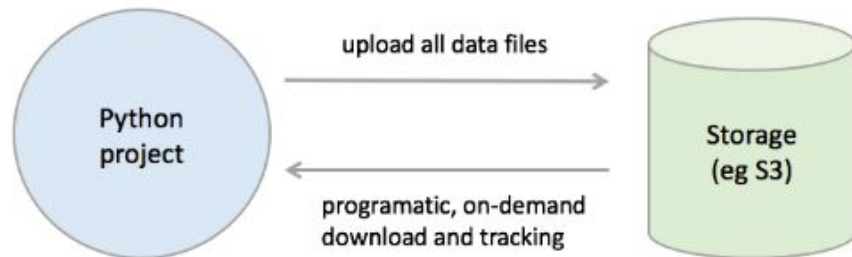 upload all data files
Python
project
Storage
(eg S3)
programatic, on-demand
download and tracking